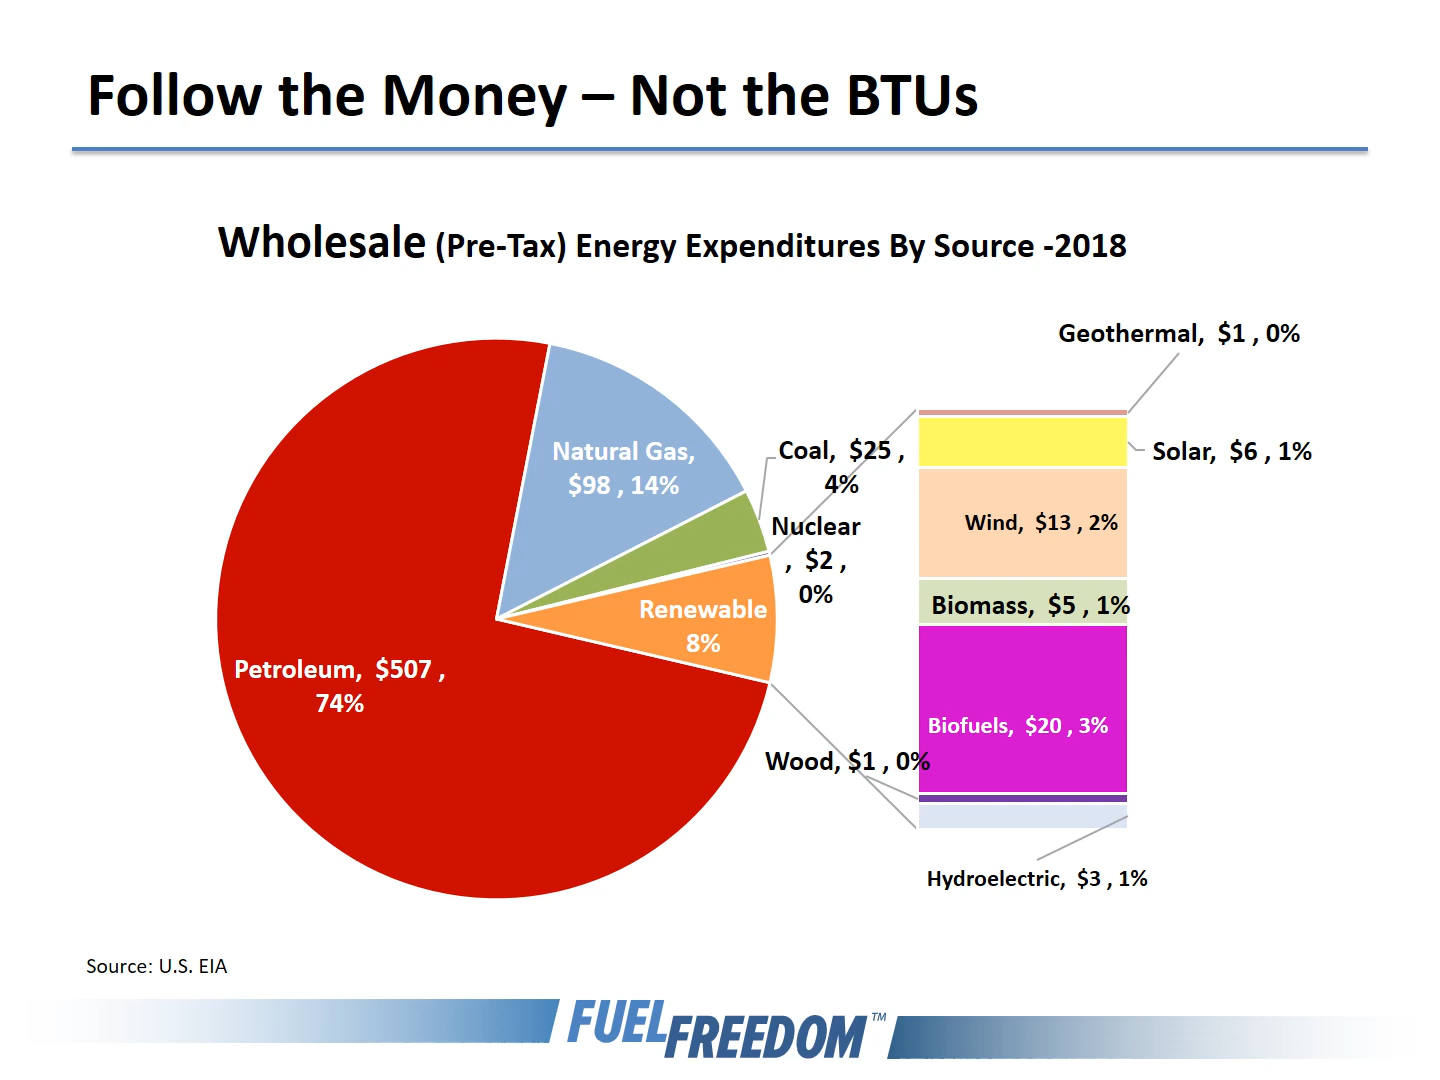 Follow the Money – Not the BTUs
Wholesale (Pre-Tax) Energy Expenditures By Source -2018
Geothermal,  $1 , 0%
Natural Gas,
$98 , 14%
Coal,  $25 ,
4%
Solar,  $6 , 1%
Nuclear
,  $2 ,
0%
Wind,  $13 , 2%
Renewable
8%
Biomass,  $5 , 1%
Petroleum,  $507 ,
74%
Biofuels,  $20 , 3%
Wood, $1 , 0%
Hydroelectric,  $3 , 1%
Source: U.S. EIA
FUEL
FREEDOM™